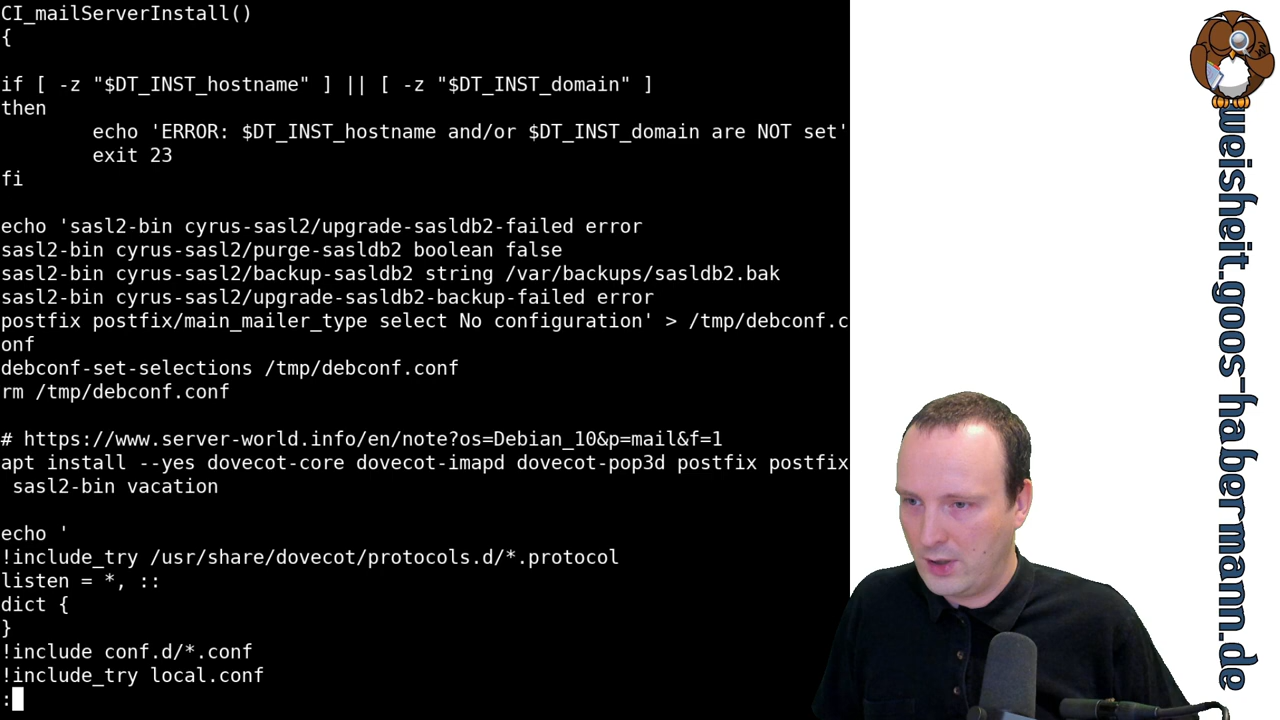 CI_mailServerInstall()
{
if [ -z "$DT_INST_hostname" ] || [ -z "$DT_INST_domain" ]
then
        echo 'ERROR: $DT_INST_hostname and/or $DT_INST_domain are NOT set'
        exit 23
fi
echo 'sasl2-bin cyrus-sasl2/upgrade-sasldb2-failed error
sasl2-bin cyrus-sasl2/purge-sasldb2 boolean false
sasl2-bin cyrus-sasl2/backup-sasldb2 string /var/backups/sasldb2.bak
sasl2-bin cyrus-sasl2/upgrade-sasldb2-backup-failed error
postfix postfix/main_mailer_type select No configuration' > /tmp/debconf.c
onf
debconf-set-selections /tmp/debconf.conf
rm /tmp/debconf.conf
# https://www.server-world.info/en/note?os=Debian_10&p=mail&f=1
apt install --yes dovecot-core dovecot-imapd dovecot-pop3d postfix postfix
 sasl2-bin vacation
echo '
!include_try /usr/share/dovecot/protocols.d/*.protocol
listen = *, ::
dict {
}
!include conf.d/*.conf
!include_try local.conf
:
weisheit.goos-habermann.de